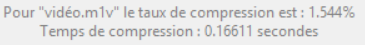 Pour "vidéo.m1v" le taux de compression est : 1.544%
Temps de compression : 0.16611 secondes